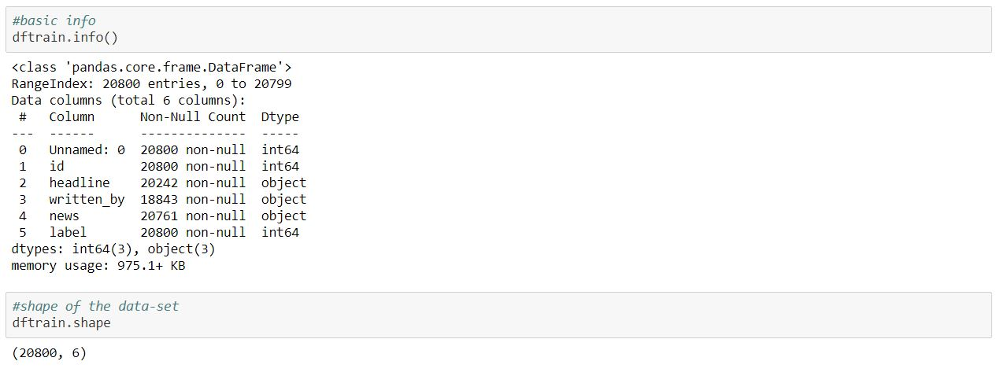 #basic info
dftrain.info()
<class 'pandas.core.frame.DataFrame'>
RangeIndex: 20800 entries, 0 to 20799
Data columns (total 6 columns):
 #   Column      Non-Null Count  Dtype
---  ------      --------------  -----
 0   Unnamed: 0  20800 non-null  int64
 1   id          20800 non-null  int64
 2   headline    20242 non-null  object
 3   written_by  18843 non-null  object
 4   news        20761 non-null  object
 5   label       20800 non-null  int64
dtypes: int64(3), object(3)
memory usage: 975.1+ KB
#shape of the data-set
dftrain.shape
(20800, 6)